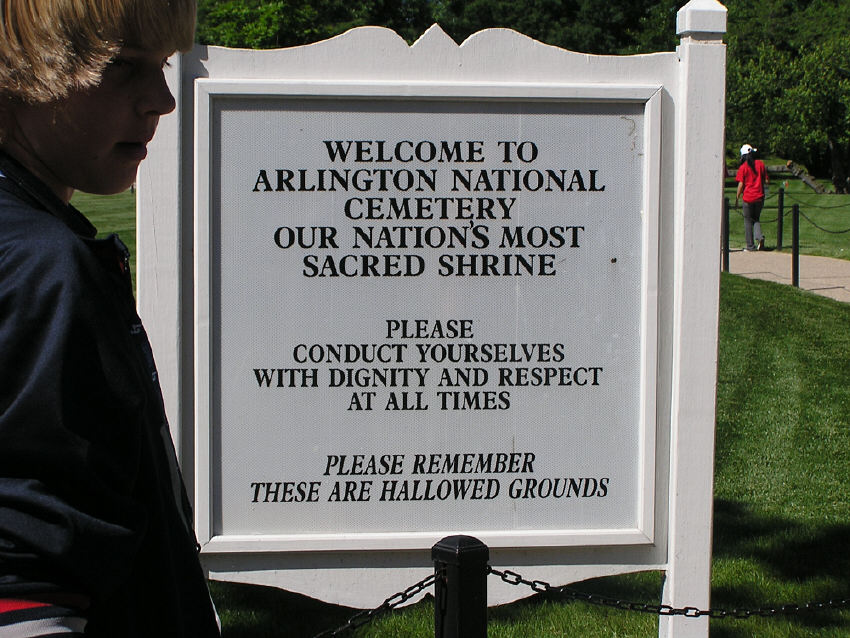 WELCOME TO
ARLINGTON NATIONAL
CEMETERY
OUR NATION'S MOST
SACRED SHRINE
PLEASE
CONDUCT YOURSELVES
WITH DIGNITY AND RESPECT
AT ALL TIMES
PLEASE REMEMBER
THESE ARE HALLOWED GROUNDS